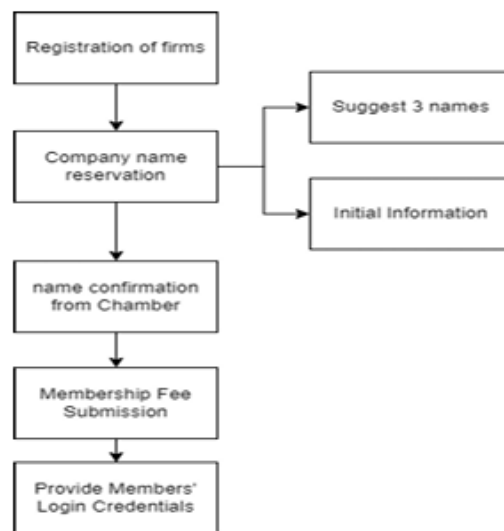 Registration of firms
Company name
reservation
Suggest 3 names
Initial Information
name confirmation
from Chamber
Membership Fee
Submission
Provide Members'
Login Credentials